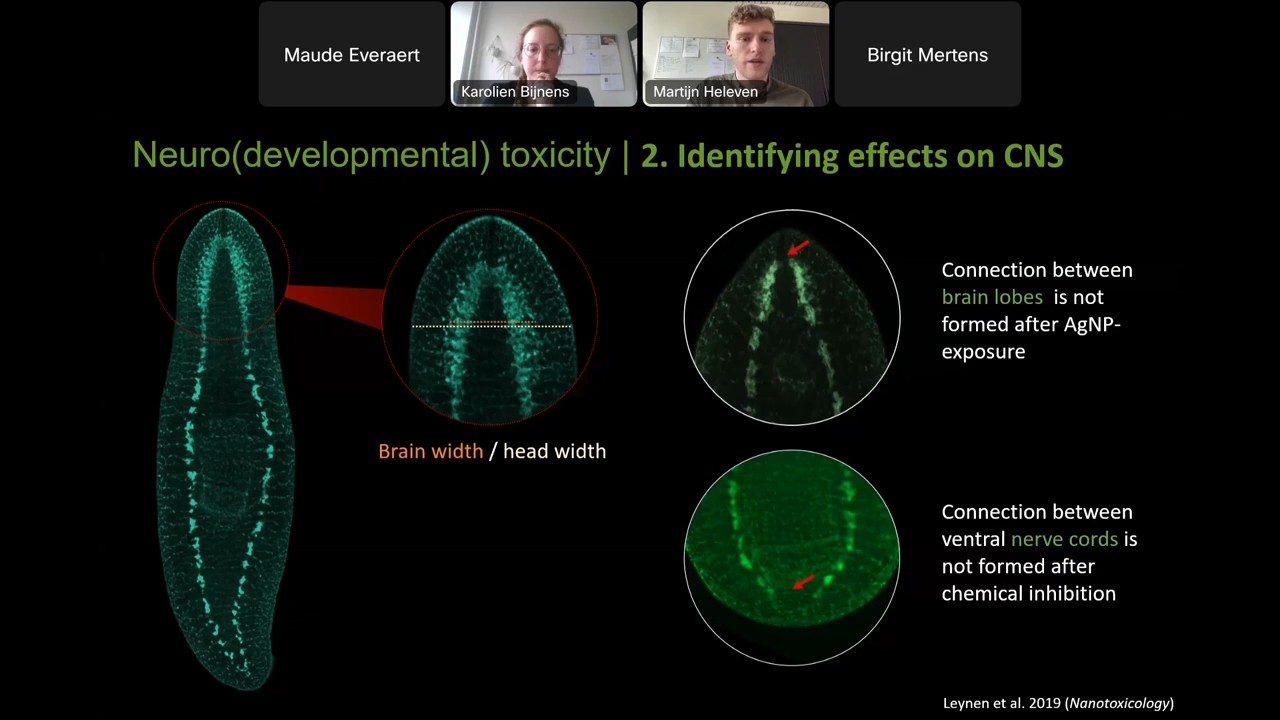 Maude Everaert
Karolien Bijnens
Martijn Heleven
Birgit Mertens
Neuro(developmental) toxicity | 2. Identifying effects on CNS
Brain width / head width
Connection between
brain lobes is not
formed after AgNP-
exposure
Connection between
ventral nerve cords is
not formed after
chemical inhibition
Leynen et al. 2019 (Nanotoxicology)